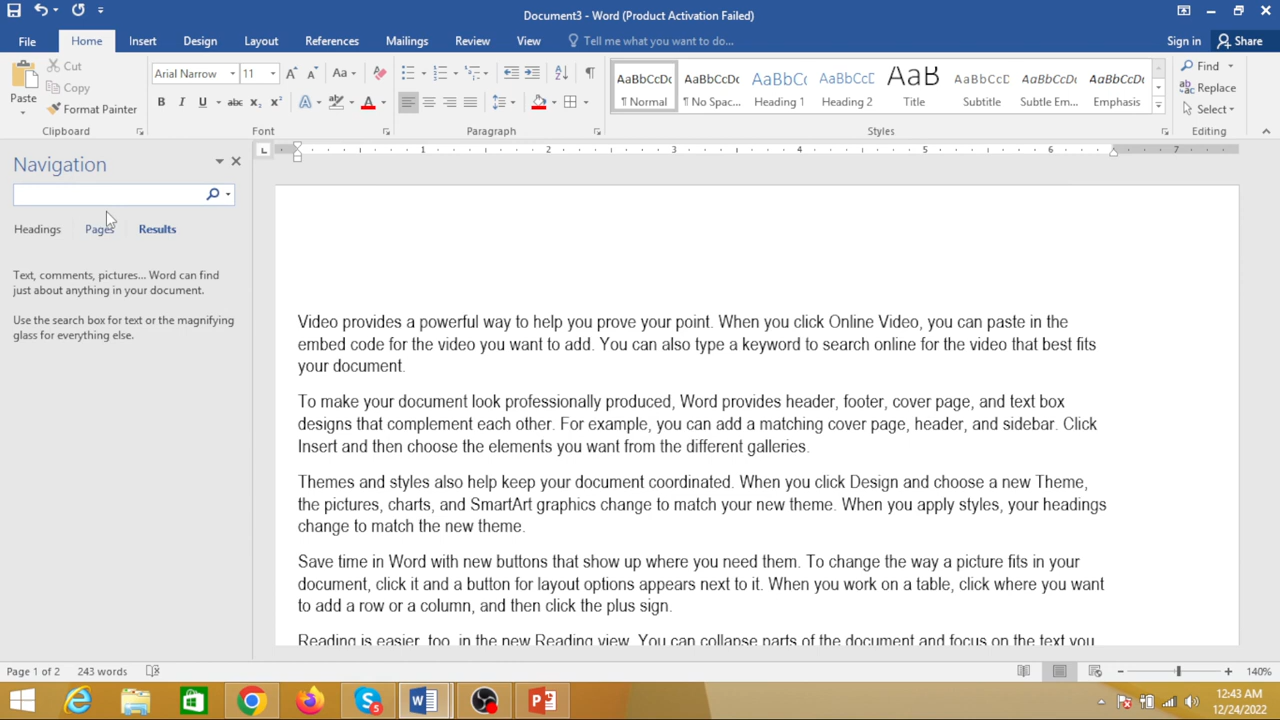 Document3 - Word (Product Activation Failed)
File Home Insert Design Layout References Mailings Review View Tell me what you want to do... Sign in Share
Cut
Copy
Format Painter
Paste
Clipboard
Arial Narrow 11
Font
Paragraph
AaBbCcDc AaBbCcDc AaBbCc AaBbCcD AaB AaBbCcD AaBbCcDc AaBbCcDc
¶ Normal ¶ No Spac... Heading 1 Heading 2 Title Subtitle Subtle Em... Emphasis
Styles
Find
Replace
Select
Editing
Navigation
Headings Pages Results
Text, comments, pictures... Word can find
just about anything in your document.
Use the search box for text or the magnifying
glass for everything else.
1 2 3 4 5 6 7
Video provides a powerful way to help you prove your point. When you click Online Video, you can paste in the
embed code for the video you want to add. You can also type a keyword to search online for the video that best fits
your document.
To make your document look professionally produced, Word provides header, footer, cover page, and text box
designs that complement each other. For example, you can add a matching cover page, header, and sidebar. Click
Insert and then choose the elements you want from the different galleries.
Themes and styles also help keep your document coordinated. When you click Design and choose a new Theme,
the pictures, charts, and SmartArt graphics change to match your new theme. When you apply styles, your headings
change to match the new theme.
Save time in Word with new buttons that show up where you need them. To change the way a picture fits in your
document, click it and a button for layout options appears next to it. When you work on a table, click where you want
to add a row or a column, and then click the plus sign.
Reading is easier, too, in the new Reading view. You can collapse parts of the document and focus on the text you
Page 1 of 2 243 words 140%
12:43 AM
12/24/2022